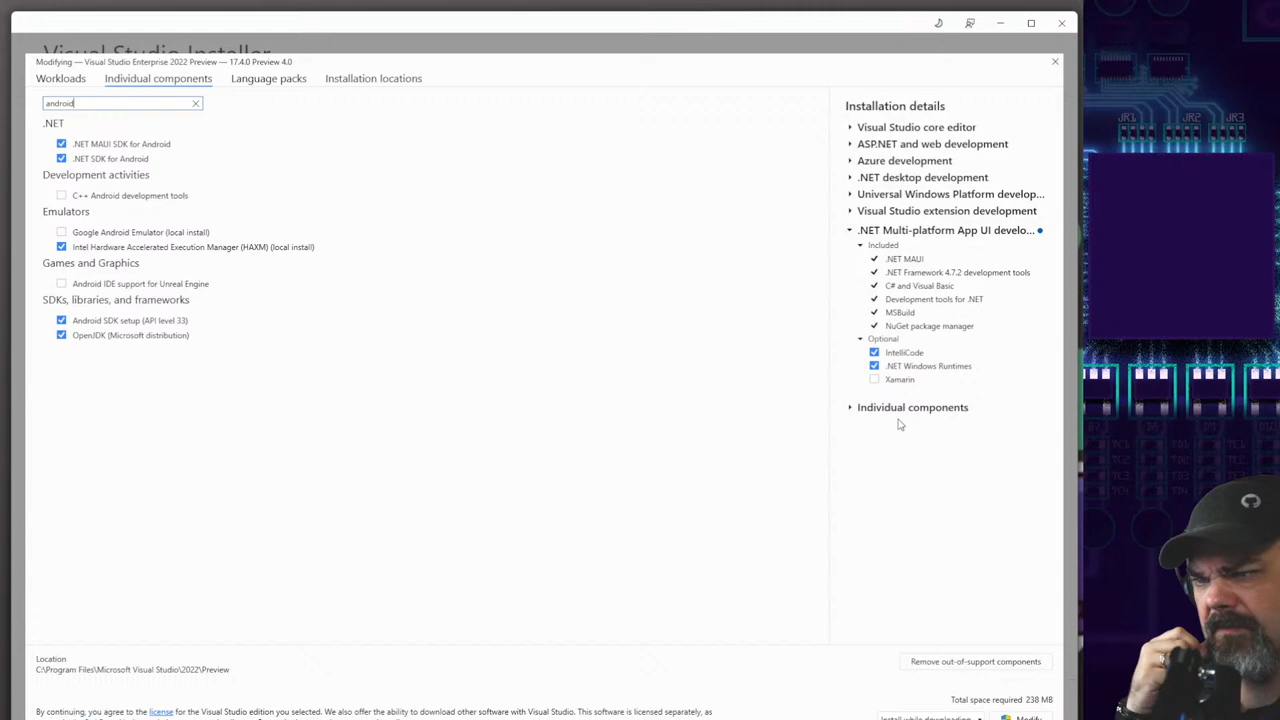 Visual Studio Installer
Modifying — Visual Studio Enterprise 2022 Preview — 17.4.0 Preview 4.0
Workloads
Individual components
Language packs
Installation locations
android
.NET
.NET MAUI SDK for Android
.NET SDK for Android
Development activities
C++ Android development tools
Emulators
Google Android Emulator (local install)
Intel Hardware Accelerated Execution Manager (HAXM) (local install)
Games and Graphics
Android IDE support for Unreal Engine
SDKs, libraries, and frameworks
Android SDK setup (API level 33)
OpenJDK (Microsoft distribution)
Installation details
Visual Studio core editor
ASP.NET and web development
Azure development
.NET desktop development
Universal Windows Platform develop...
Visual Studio extension development
.NET Multi-platform App UI develo...
Included
.NET MAUI
.NET Framework 4.7.2 development tools
C# and Visual Basic
Development tools for .NET
MSBuild
NuGet package manager
Optional
IntelliCode
.NET Windows Runtimes
Xamarin
Individual components
Location
C:\Program Files\Microsoft Visual Studio\2022\Preview
Remove out-of-support components
Total space required 238 MB
By continuing, you agree to the license for the Visual Studio edition you selected. We also offer the ability to download other software with Visual Studio. This software is licensed separately, as
Install while downloading
Modify
JR1
JR2
JR3